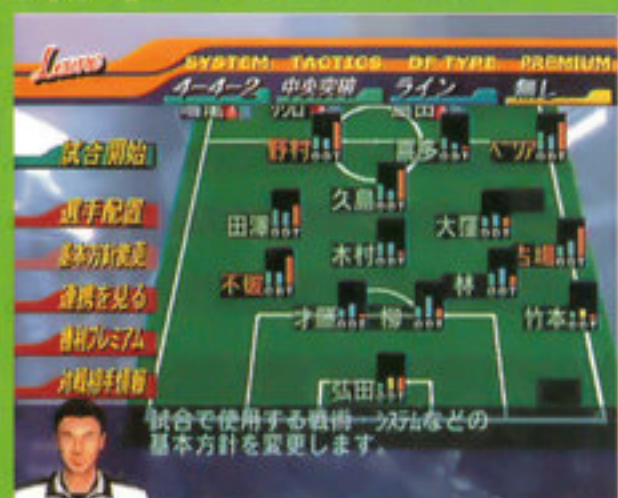 SYSTEM TACTICS DF TYPE PREMIUM
4-4-2 中央突破 ライン 無し
試合開始
選手配置
基本方針変更
連携を見る
勝利プレミアム
対戦相手情報
野村 喜多
久島
田澤 大窪
木村
不破 林
才藤 柳 竹本
弘田
試合で使用する戦術・システムなどの
基本方針を変更します。